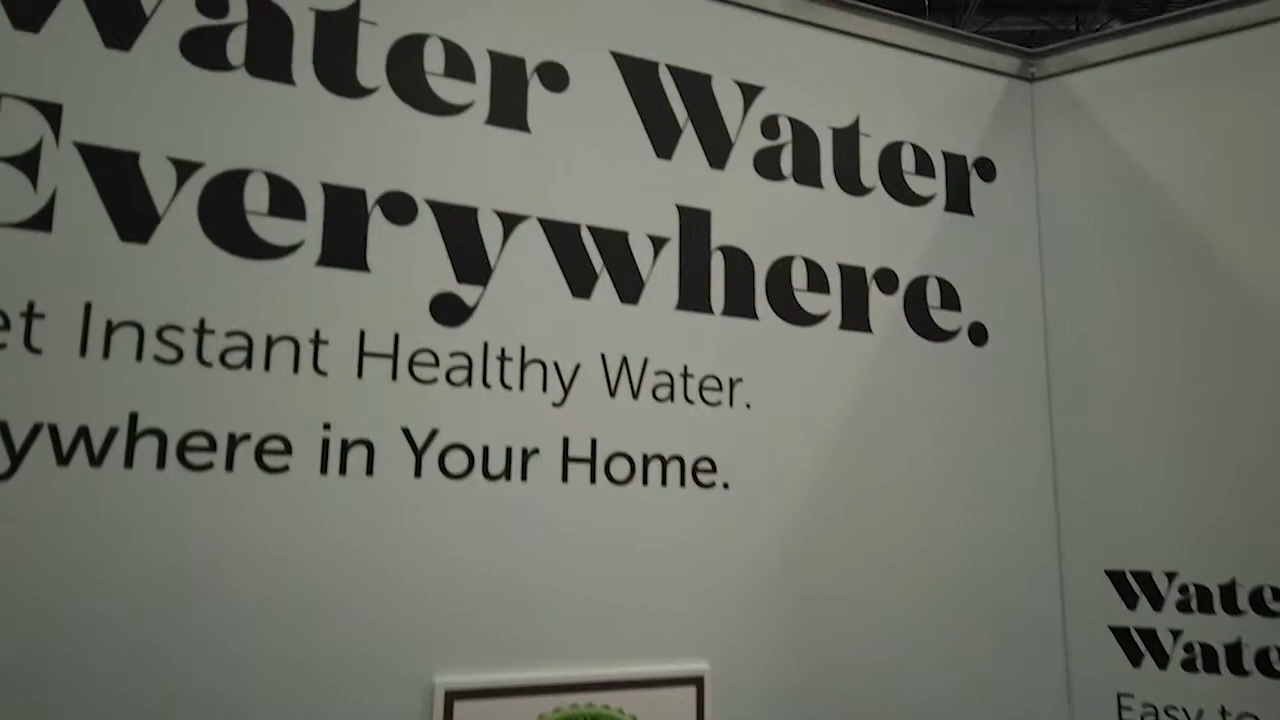 Water Water
Everywhere.
et Instant Healthy Water.
ywhere in Your Home.
Wate
Wate
Easy to